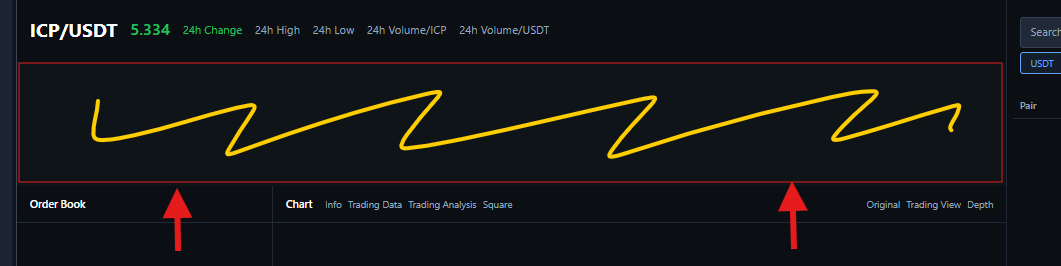 ICP/USDT 5.334 24h Change 24h High 24h Low 24h Volume/ICP 24h Volume/USDT
Search
USDT
Pair
Order Book
Chart Info Trading Data Trading Analysis Square
Original Trading View Depth